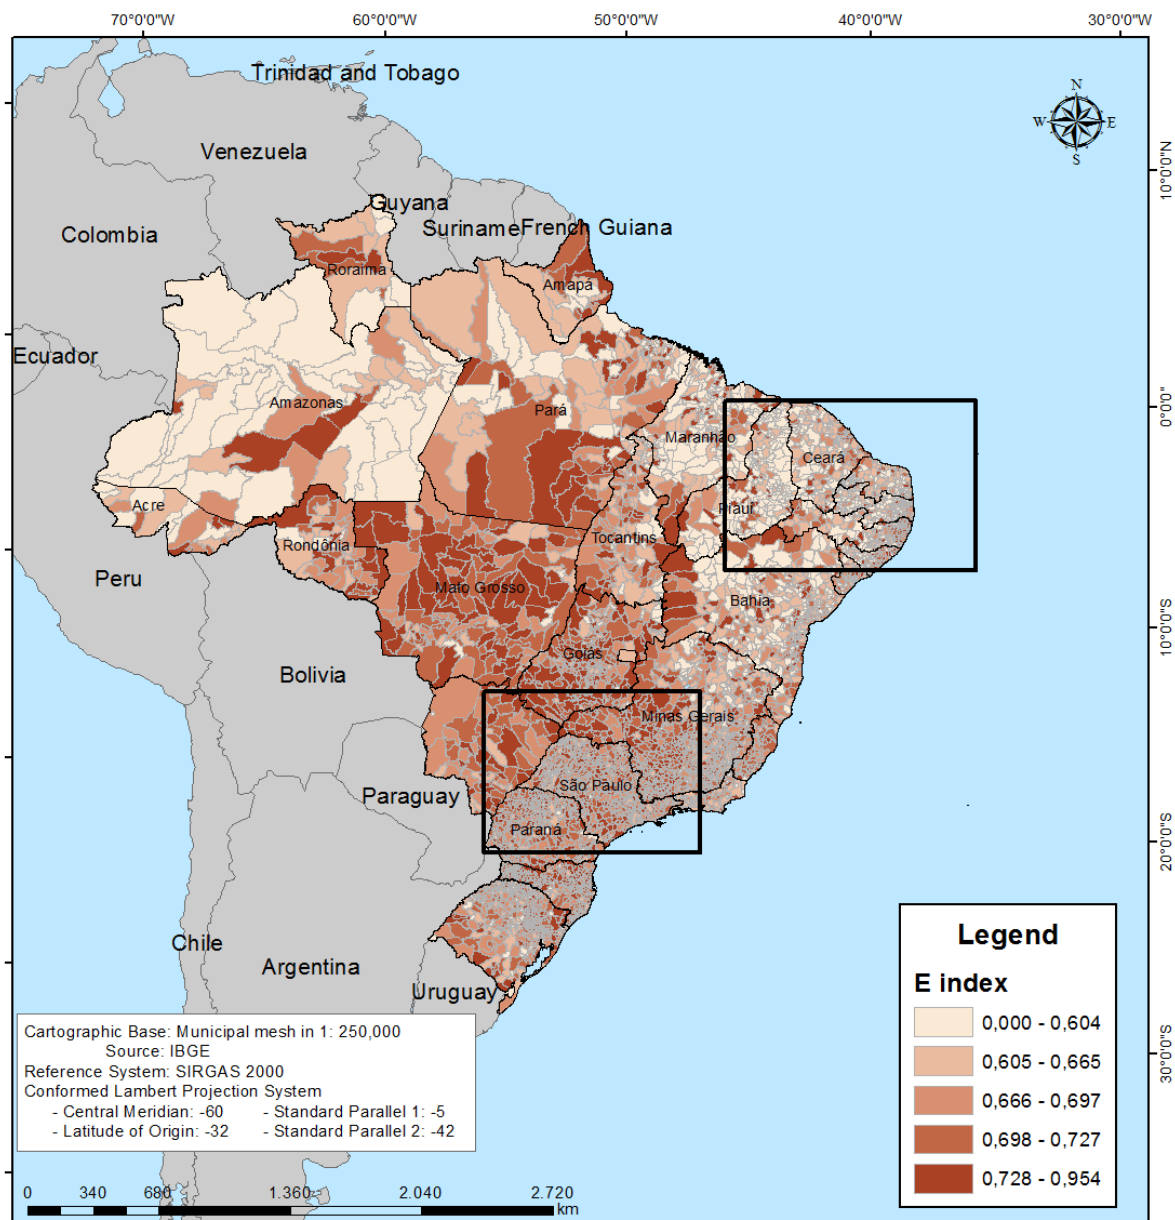 70°0'0"W 60°0'0"W 50°0'0"W 40°0'0"W 30°0'0"W
Trinidad and Tobago
N
W E
S
Venezuela
10°0'0"N
Guyana
Colombia
Suriname
French Guiana
Roraima
Amapá
Ecuador
Amazonas
Pará
0°0'0"
Maranhão
Ceará
Acre
Piauí
Rondônia
Tocantins
Peru
Mato Grosso
Bahia
10°0'0"S
Goiás
Bolivia
Minas Gerais
São Paulo
Paraguay
Paraná
20°0'0"S
Chile
Argentina
Uruguay
Legend
E index
0,000 - 0,604
0,605 - 0,665
0,666 - 0,697
0,698 - 0,727
0,728 - 0,954
30°0'0"S
Cartographic Base: Municipal mesh in 1: 250,000
Source: IBGE
Reference System: SIRGAS 2000
Conformed Lambert Projection System
- Central Meridian: -60 - Standard Parallel 1: -5
- Latitude of Origin: -32 - Standard Parallel 2: -42
0 340 680 1.360 2.040 2.720
km